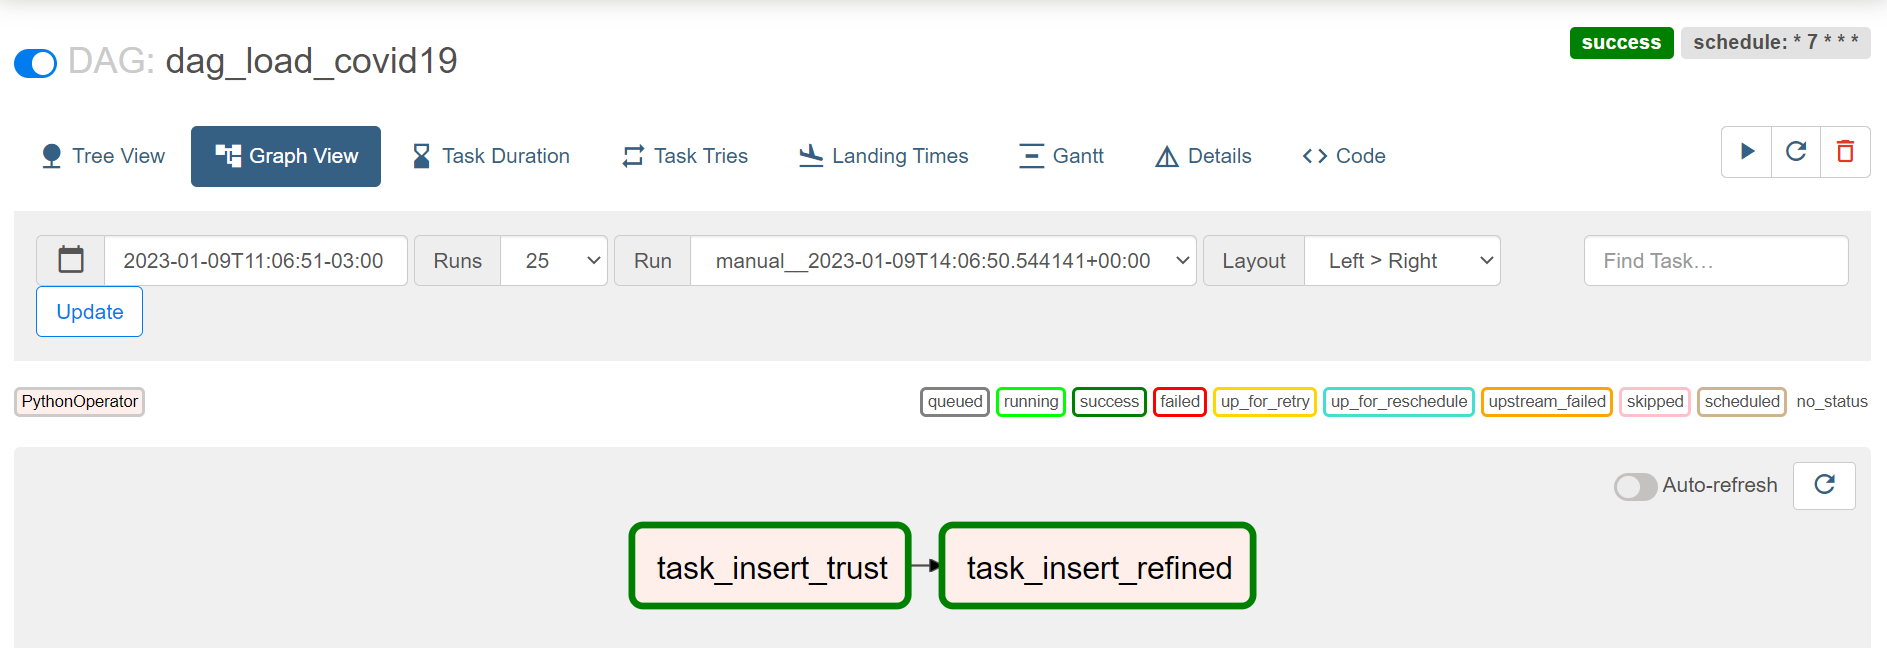 DAG: dag_load_covid19
success schedule: * 7 * * *
Tree View Graph View Task Duration Task Tries Landing Times Gantt Details <> Code
2023-01-09T11:06:51-03:00 Runs 25 Run manual__2023-01-09T14:06:50.544141+00:00 Layout Left > Right Find Task...
Update
PythonOperator queued running success failed up_for_retry up_for_reschedule upstream_failed skipped scheduled no_status
Auto-refresh
task_insert_trust task_insert_refined